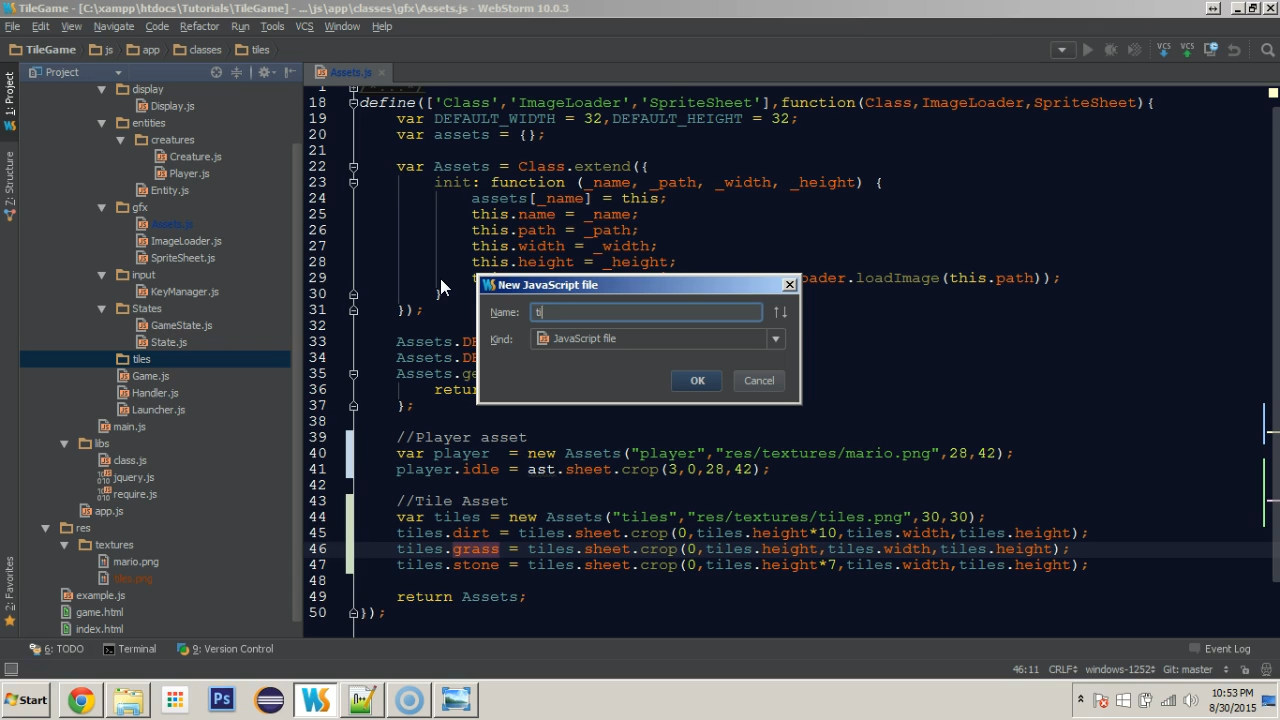 TileGame - [C:\xampp\htdocs\Tutorials\TileGame] - ...\js\app\classes\gfx\Assets.js - WebStorm 10.0.3
File Edit View Navigate Code Refactor Run Tools VCS Window Help
TileGame js app classes tiles
Project
Assets.js
1: Project
Z: Structure
2: Favorites
display
Display.js
entities
creatures
Creature.js
Player.js
Entity.js
gfx
Assets.js
ImageLoader.js
SpriteSheet.js
input
KeyManager.js
States
GameState.js
State.js
tiles
Game.js
Handler.js
Launcher.js
main.js
libs
class.js
jquery.js
require.js
app.js
res
textures
mario.png
tiles.png
example.js
game.html
index.html
1 /*...*/
18 define(['Class','ImageLoader','SpriteSheet'],function(Class,ImageLoader,SpriteSheet){
19 var DEFAULT_WIDTH = 32,DEFAULT_HEIGHT = 32;
20 var assets = {};
21
22 var Assets = Class.extend({
23 init: function (_name, _path, _width, _height) {
24 assets[_name] = this;
25 this.name = _name;
26 this.path = _path;
27 this.width = _width;
28 this.height = _height;
29 oader.loadImage(this.path));
30 }
31 });
32
33 Assets.DE
34 Assets.DE
35 Assets.ge
36 return
37 };
38
39 //Player asset
40 var player = new Assets("player","res/textures/mario.png",28,42);
41 player.idle = ast.sheet.crop(3,0,28,42);
42
43 //Tile Asset
44 var tiles = new Assets("tiles","res/textures/tiles.png",30,30);
45 tiles.dirt = tiles.sheet.crop(0,tiles.height*10,tiles.width,tiles.height);
46 tiles.grass = tiles.sheet.crop(0,tiles.height,tiles.width,tiles.height);
47 tiles.stone = tiles.sheet.crop(0,tiles.height*7,tiles.width,tiles.height);
48
49 return Assets;
50 });
New JavaScript file
Name: ti
Kind: JavaScript file
OK Cancel
6: TODO Terminal 9: Version Control Event Log
46:11 CRLF windows-1252 Git: master
Start
10:53 PM
8/30/2015